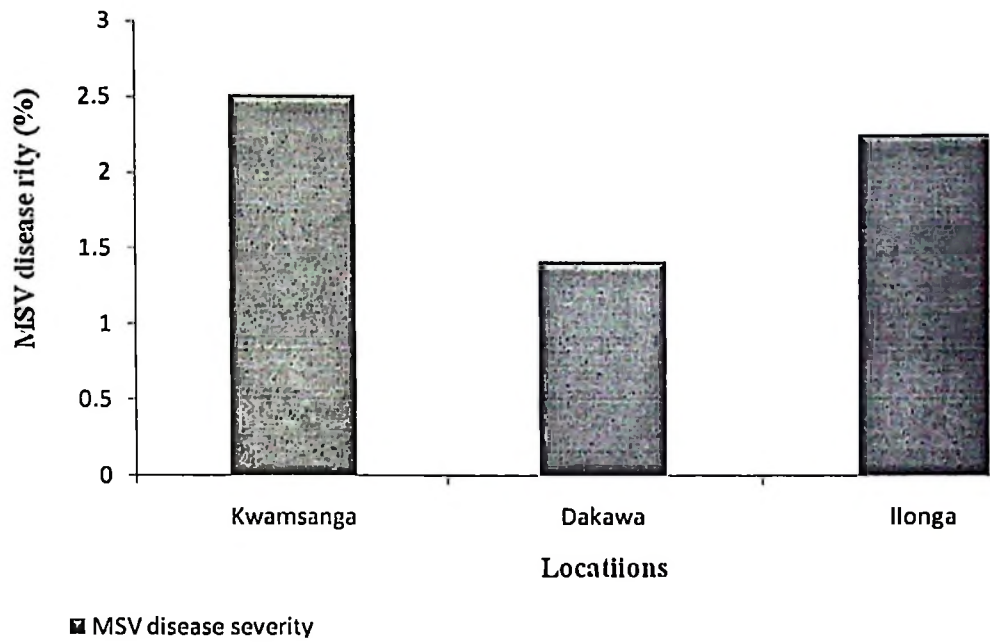 MSV disease rity (%)
3
2.5
2
1.5
1
0.5
0
Kwamsanga Dakawa Ilonga
Locatiions
MSV disease severity